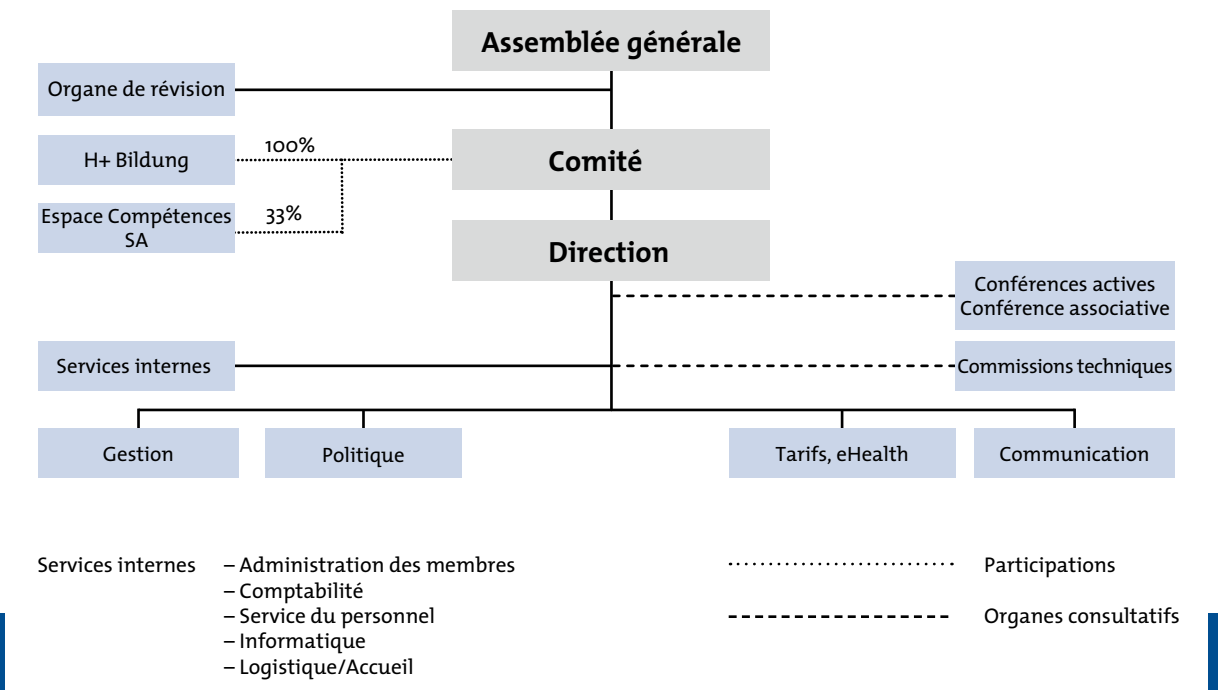 Assemblée générale
Organe de révision
H+ Bildung
100%
Comité
Espace Compétences
SA
33%
Direction
Conférences actives
Conférence associative
Services internes
Commissions techniques
Gestion
Politique
Tarifs, eHealth
Communication
Services internes
– Administration des membres
– Comptabilité
– Service du personnel
– Informatique
– Logistique/Accueil
Participations
Organes consultatifs